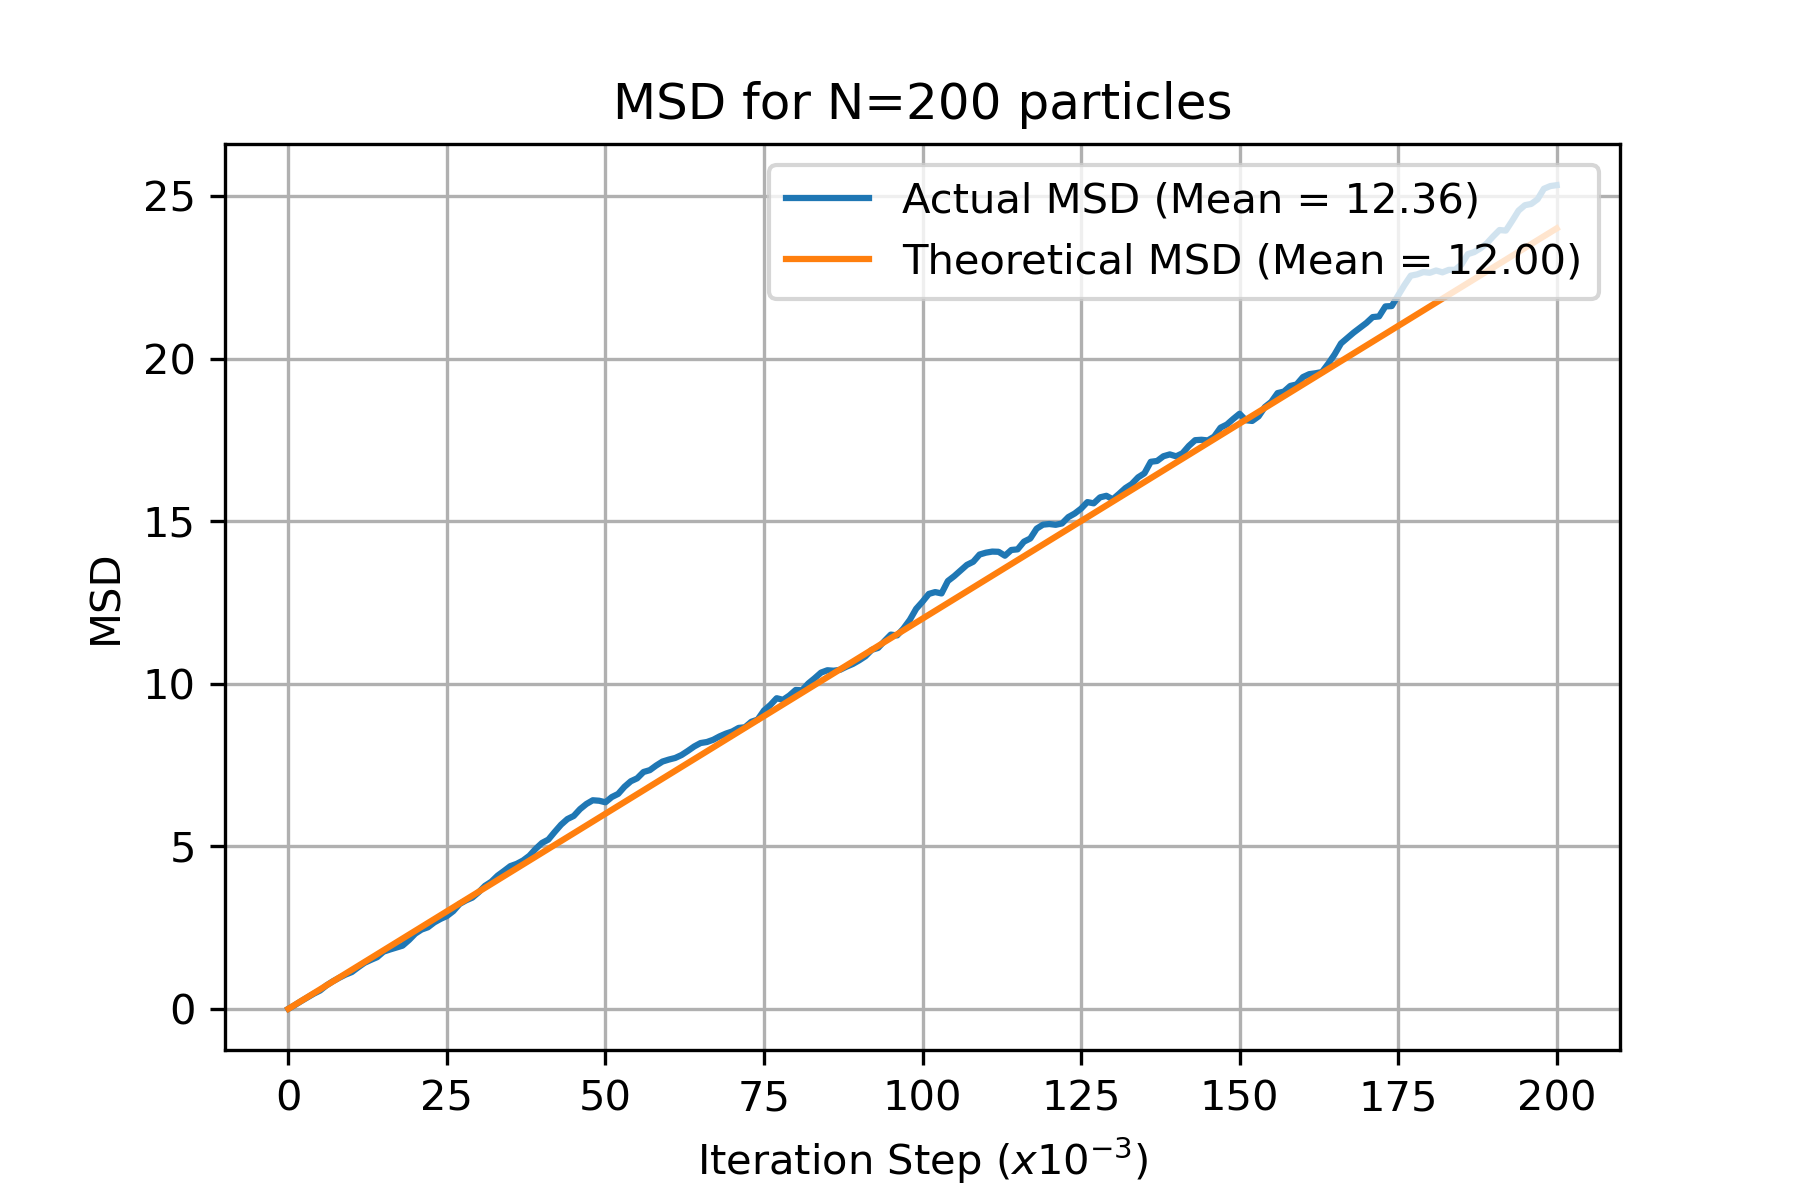 MSD for N=200 particles
Actual MSD (Mean = 12.36)
Theoretical MSD (Mean = 12.00)
MSD
25
20
15
10
5
0
0 25 50 75 100 125 150 175 200
Iteration Step (x10⁻³)